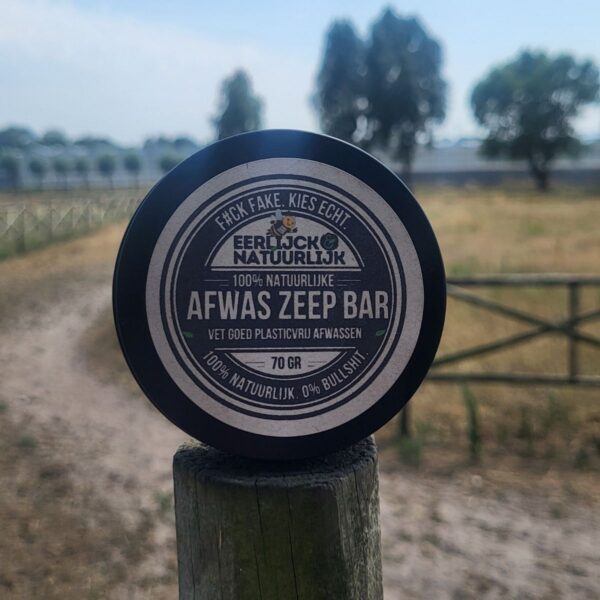 F#CK FAKE. KIES ECHT.
EERLIJCK
NATUURLIJK
100% NATUURLIJKE
AFWAS ZEEP BAR
VET GOED PLASTICVRIJ AFWASSEN
70 GR
100% NATUURLIJK. 0% BULLSHIT.